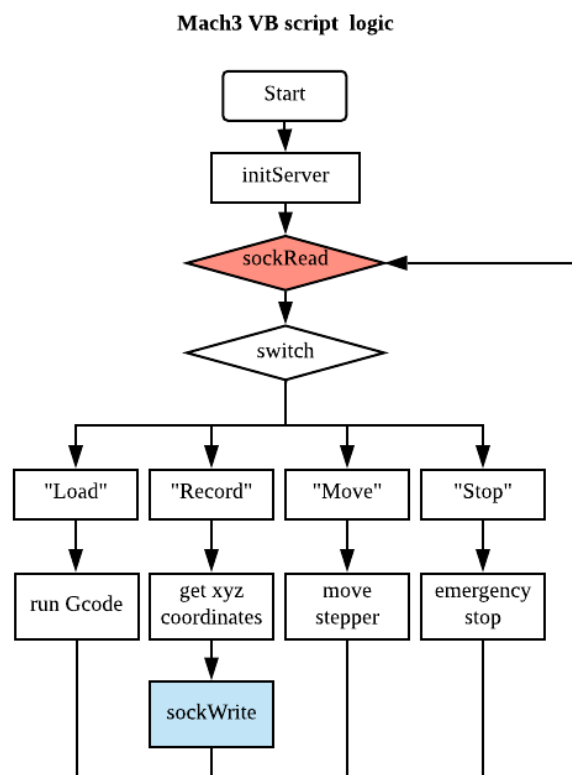 Mach3 VB script logic
Start
initServer
sockRead
switch
"Load"
"Record"
"Move"
"Stop"
run Gcode
get xyz
coordinates
move
stepper
emergency
stop
sockWrite